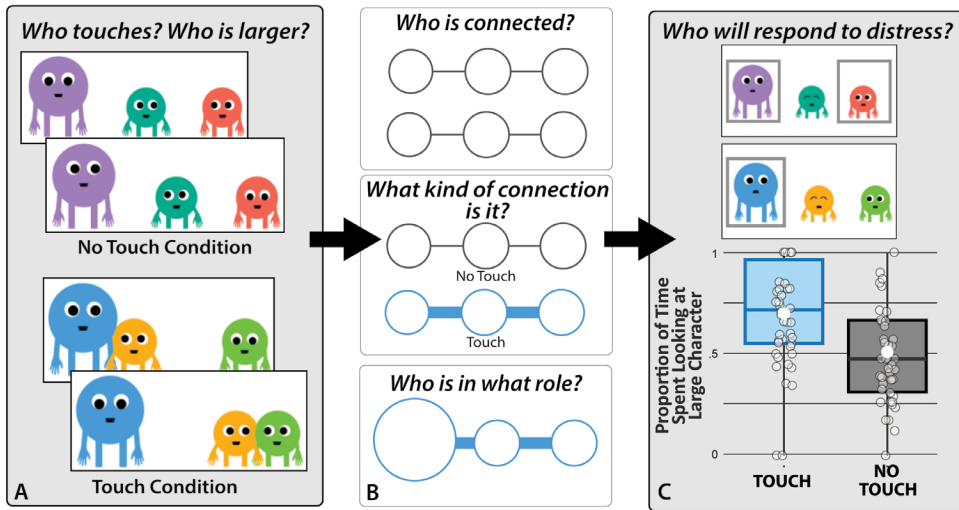 Who touches? Who is larger?
No Touch Condition
Touch Condition
A
Who is connected?
What kind of connection
is it?
No Touch
Touch
Who is in what role?
B
Who will respond to distress?
Proportion of Time
Spent Looking at
Large Character
1
.5
0
TOUCH
NO
TOUCH
C